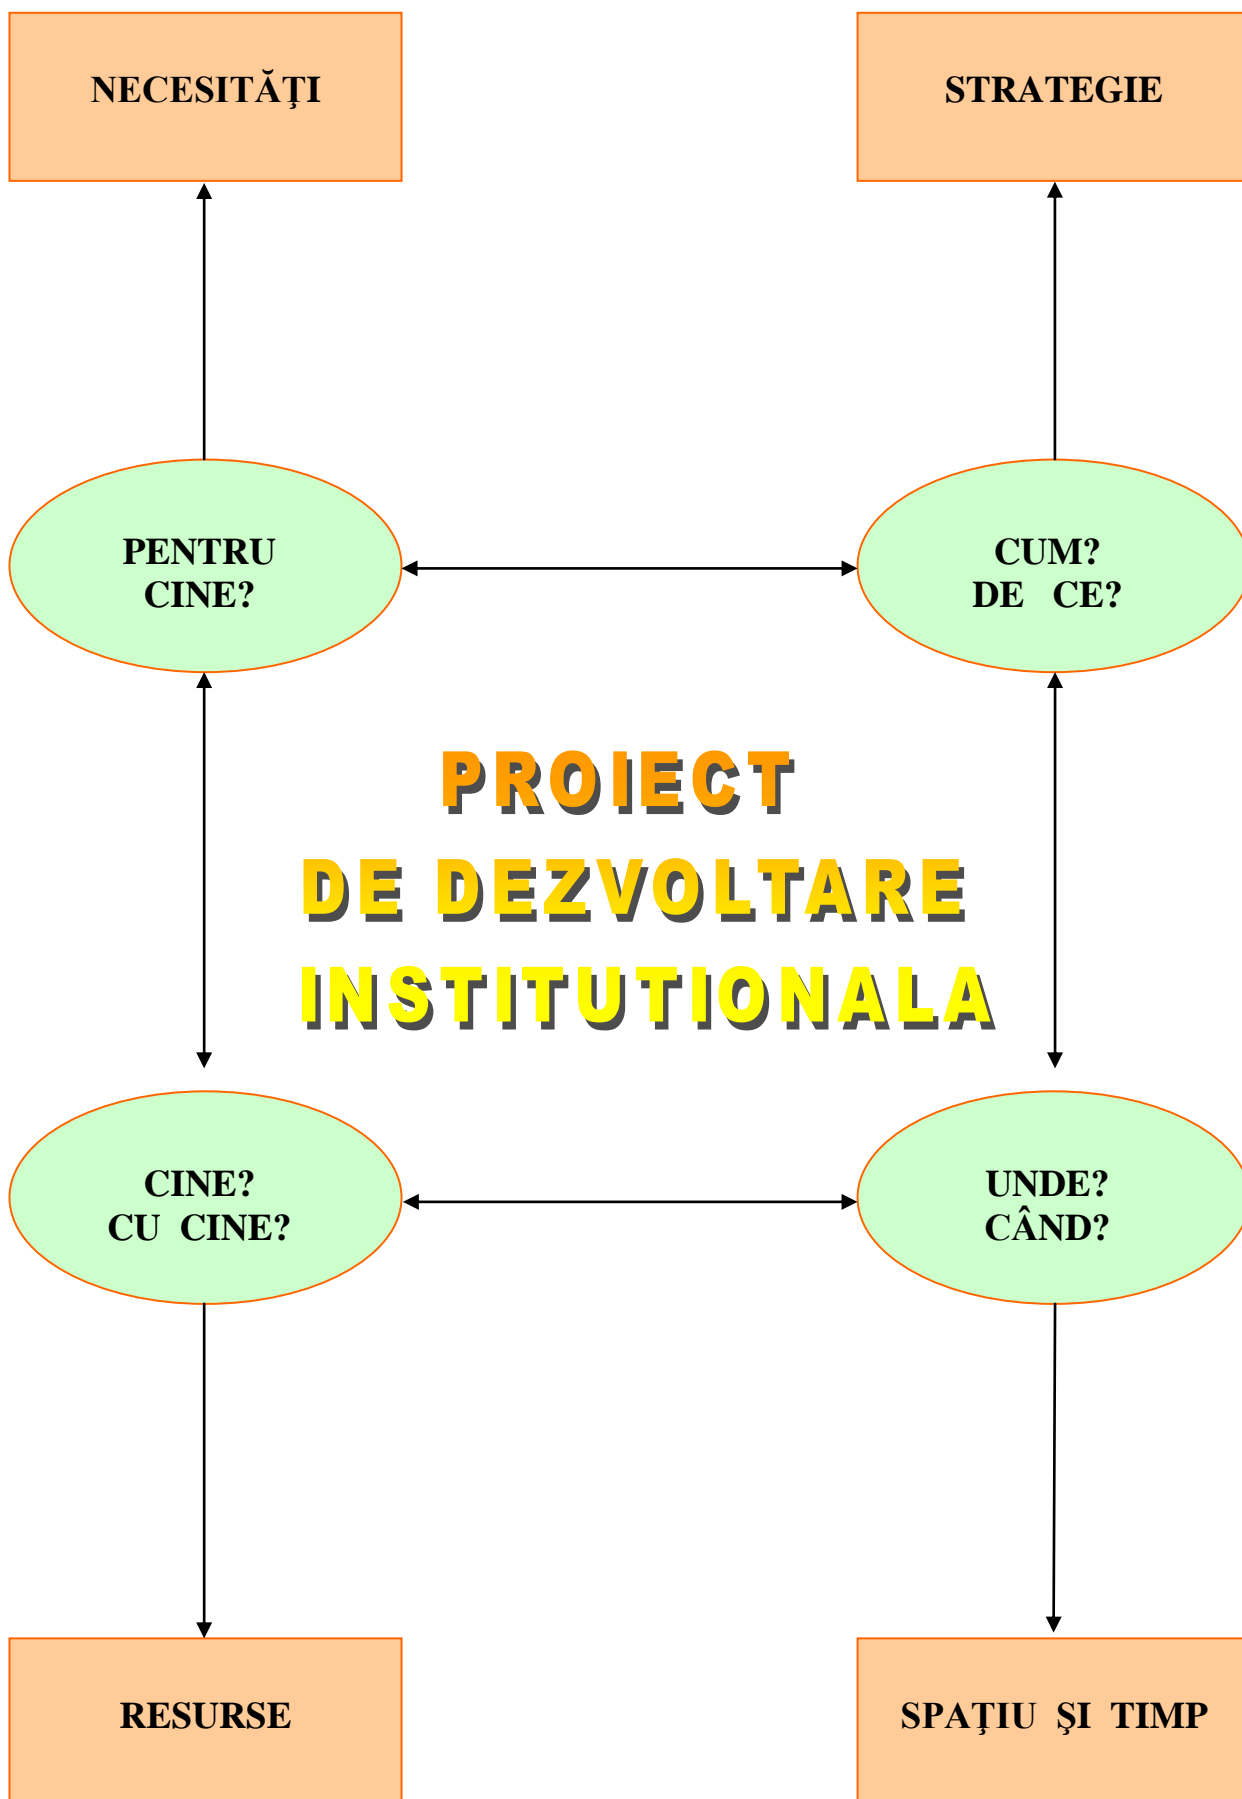 NECESITĂŢI
STRATEGIE
PENTRU
CINE?
CUM?
DE CE?
PROIECT
DE DEZVOLTARE
INSTITUTIONALA
CINE?
CU CINE?
UNDE?
CÂND?
RESURSE
SPAŢIU ŞI TIMP